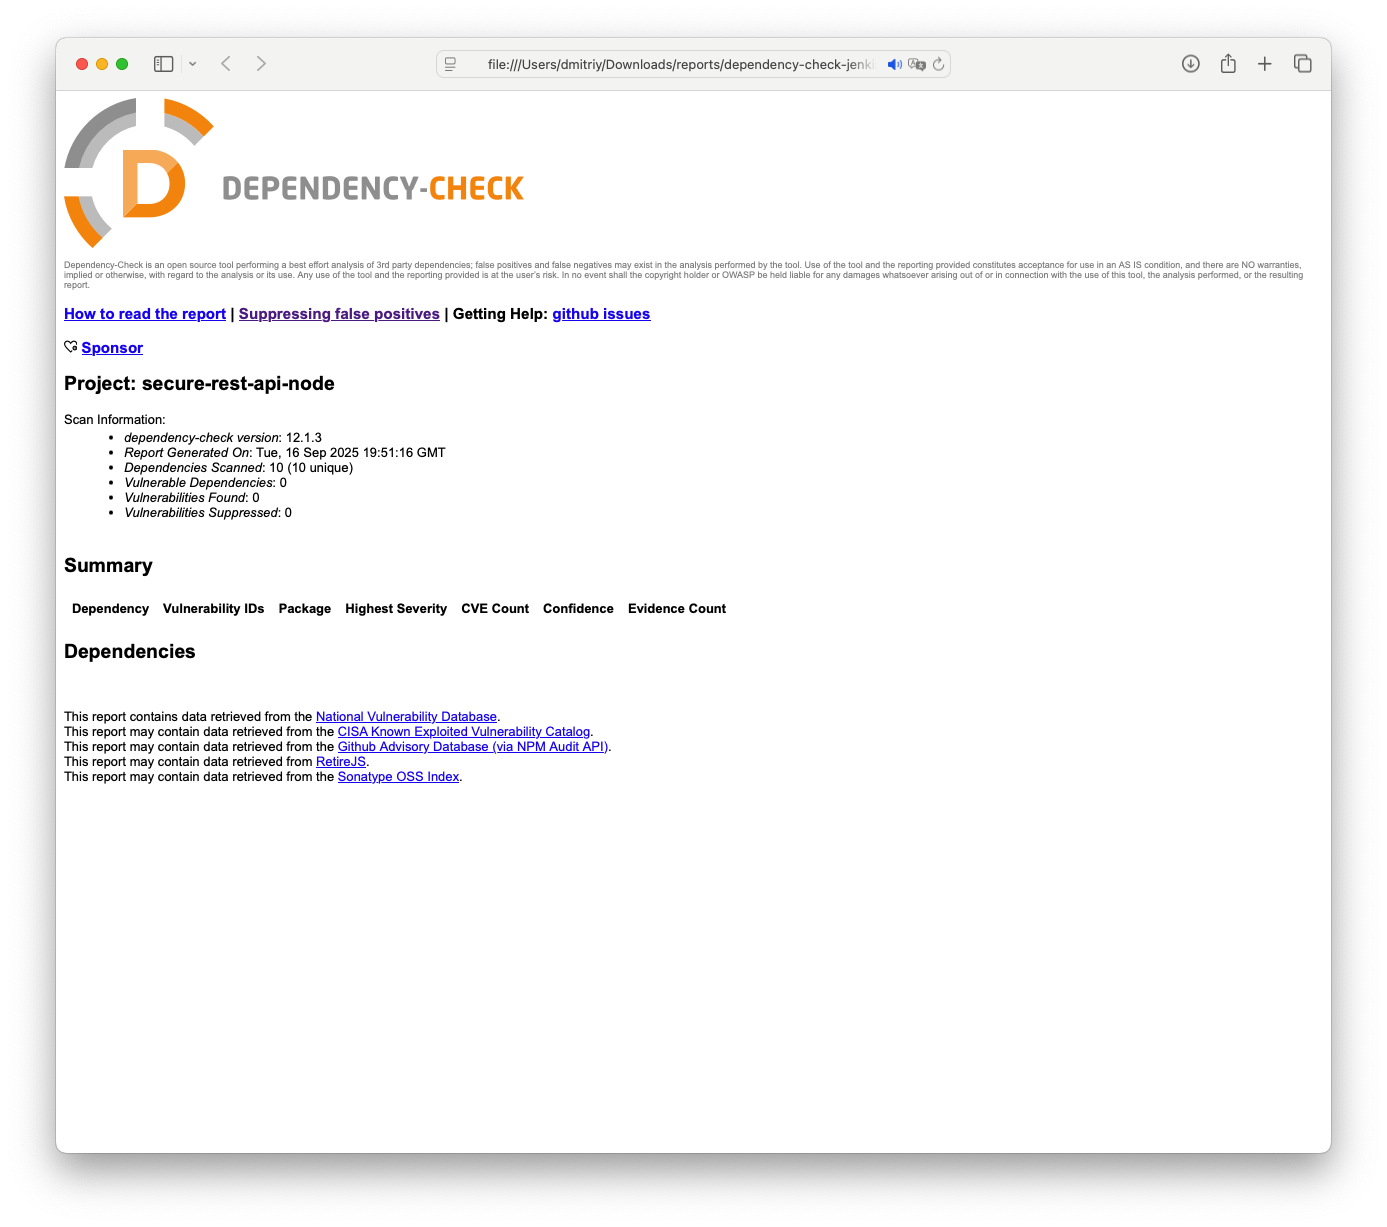 file:///Users/dmitriy/Downloads/reports/dependency-check-jenki
DEPENDENCY-CHECK
Dependency-Check is an open source tool performing a best effort analysis of 3rd party dependencies; false positives and false negatives may exist in the analysis performed by the tool. Use of the tool and the reporting provided constitutes acceptance for use in an AS IS condition, and there are NO warranties,
implied or otherwise, with regard to the analysis or its use. Any use of the tool and the reporting provided is at the user's risk. In no event shall the copyright holder or OWASP be held liable for any damages whatsoever arising out of or in connection with the use of this tool, the analysis performed, or the resulting
report.
How to read the report | Suppressing false positives | Getting Help: github issues
Sponsor
Project: secure-rest-api-node
Scan Information:
• dependency-check version: 12.1.3
• Report Generated On: Tue, 16 Sep 2025 19:51:16 GMT
• Dependencies Scanned: 10 (10 unique)
• Vulnerable Dependencies: 0
• Vulnerabilities Found: 0
• Vulnerabilities Suppressed: 0
Summary
Dependency Vulnerability IDs Package Highest Severity CVE Count Confidence Evidence Count
Dependencies
This report contains data retrieved from the National Vulnerability Database.
This report may contain data retrieved from the CISA Known Exploited Vulnerability Catalog.
This report may contain data retrieved from the Github Advisory Database (via NPM Audit API).
This report may contain data retrieved from RetireJS.
This report may contain data retrieved from the Sonatype OSS Index.